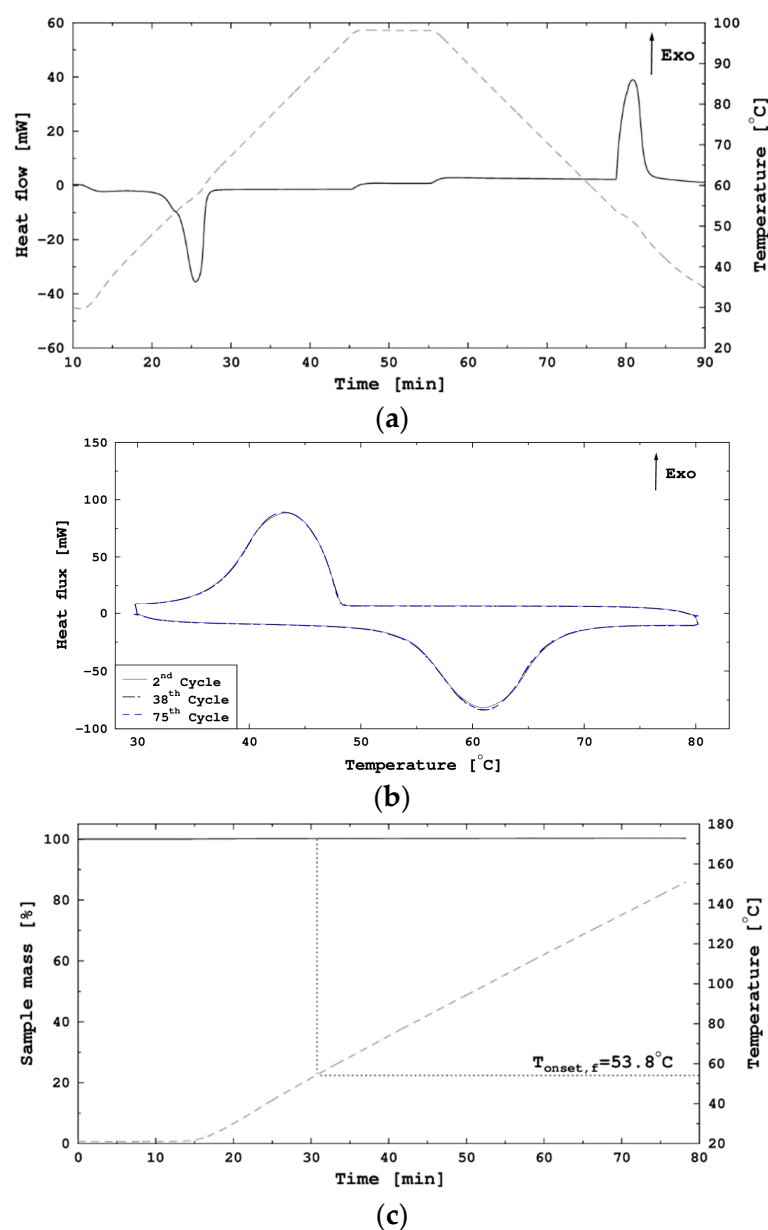 60
40
20
0
-20
-40
-60
Heat flow [mW]
Exo
100
90
80
70
60
50
40
30
20
Temperature [°C]
10 20 30 40 50 60 70 80 90
Time [min]
(a)
150
100
50
0
-50
-100
Heat flux [mW]
Exo
2nd Cycle
38th Cycle
75th Cycle
30 40 50 60 70 80
Temperature [°C]
(b)
100
80
60
40
20
0
Sample mass [%]
180
160
140
120
100
80
60
40
20
Temperature [°C]
Tonset,f=53.8°C
0 10 20 30 40 50 60 70 80
Time [min]
(c)